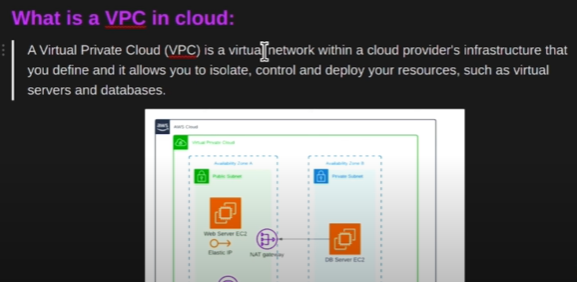 What is a VPC in cloud:
A Virtual Private Cloud (VPC) is a virtual network within a cloud provider's infrastructure that
you define and it allows you to isolate, control and deploy your resources, such as virtual
servers and databases.
aws
AWS Cloud
Virtual Private Cloud
Availability Zone A
Availability Zone B
Public Subnet
Private Subnet
Web Server EC2
Elastic IP
NAT gateway
DB Server EC2